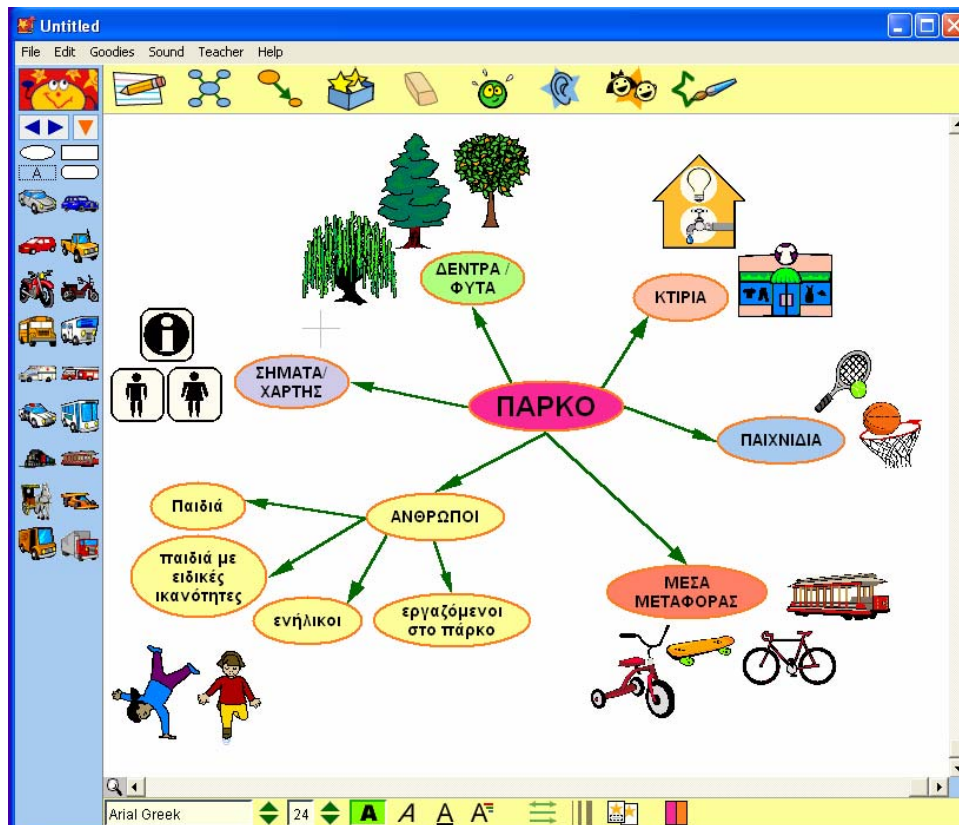 Untitled
File Edit Goodies Sound Teacher Help
A
ΔΕΝΤΡΑ /
ΦΥΤΑ
ΚΤΙΡΙΑ
ΣΗΜΑΤΑ/
ΧΑΡΤΗΣ
ΠΑΡΚΟ
ΠΑΙΧΝΙΔΙΑ
Παιδιά
ΑΝΘΡΩΠΟΙ
παιδιά με
ειδικές
ικανότητες
ενήλικοι
εργαζόμενοι
στο πάρκο
ΜΕΣΑ
ΜΕΤΑΦΟΡΑΣ
Arial Greek 24 A A A A